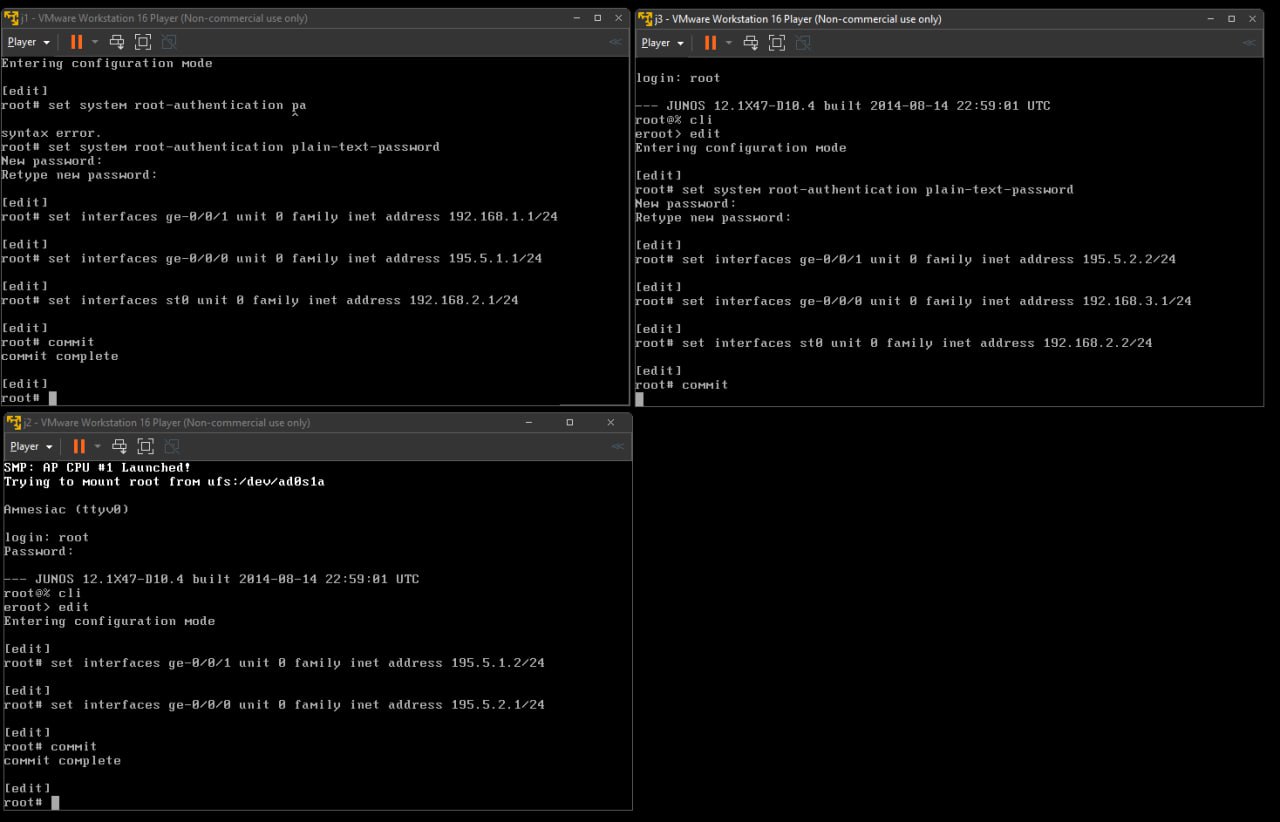 j1 - VMware Workstation 16 Player (Non-commercial use only)
Player
Entering configuration mode
[edit]
root# set system root-authentication pa
^
syntax error.
root# set system root-authentication plain-text-password
New password:
Retype new password:
[edit]
root# set interfaces ge-0/0/1 unit 0 family inet address 192.168.1.1/24
[edit]
root# set interfaces ge-0/0/0 unit 0 family inet address 195.5.1.1/24
[edit]
root# set interfaces st0 unit 0 family inet address 192.168.2.1/24
[edit]
root# commit
commit complete
[edit]
root#
j3 - VMware Workstation 16 Player (Non-commercial use only)
Player
login: root
--- JUNOS 12.1X47-D10.4 built 2014-08-14 22:59:01 UTC
root@% cli
eroot> edit
Entering configuration mode
[edit]
root# set system root-authentication plain-text-password
New password:
Retype new password:
[edit]
root# set interfaces ge-0/0/1 unit 0 family inet address 195.5.2.2/24
[edit]
root# set interfaces ge-0/0/0 unit 0 family inet address 192.168.3.1/24
[edit]
root# set interfaces st0 unit 0 family inet address 192.168.2.2/24
[edit]
root# commit
j2 - VMware Workstation 16 Player (Non-commercial use only)
Player
SMP: AP CPU #1 Launched!
Trying to mount root from ufs:/dev/ad0s1a
Amnesiac (ttyv0)
login: root
Password:
--- JUNOS 12.1X47-D10.4 built 2014-08-14 22:59:01 UTC
root@% cli
eroot> edit
Entering configuration mode
[edit]
root# set interfaces ge-0/0/1 unit 0 family inet address 195.5.1.2/24
[edit]
root# set interfaces ge-0/0/0 unit 0 family inet address 195.5.2.1/24
[edit]
root# commit
commit complete
[edit]
root#